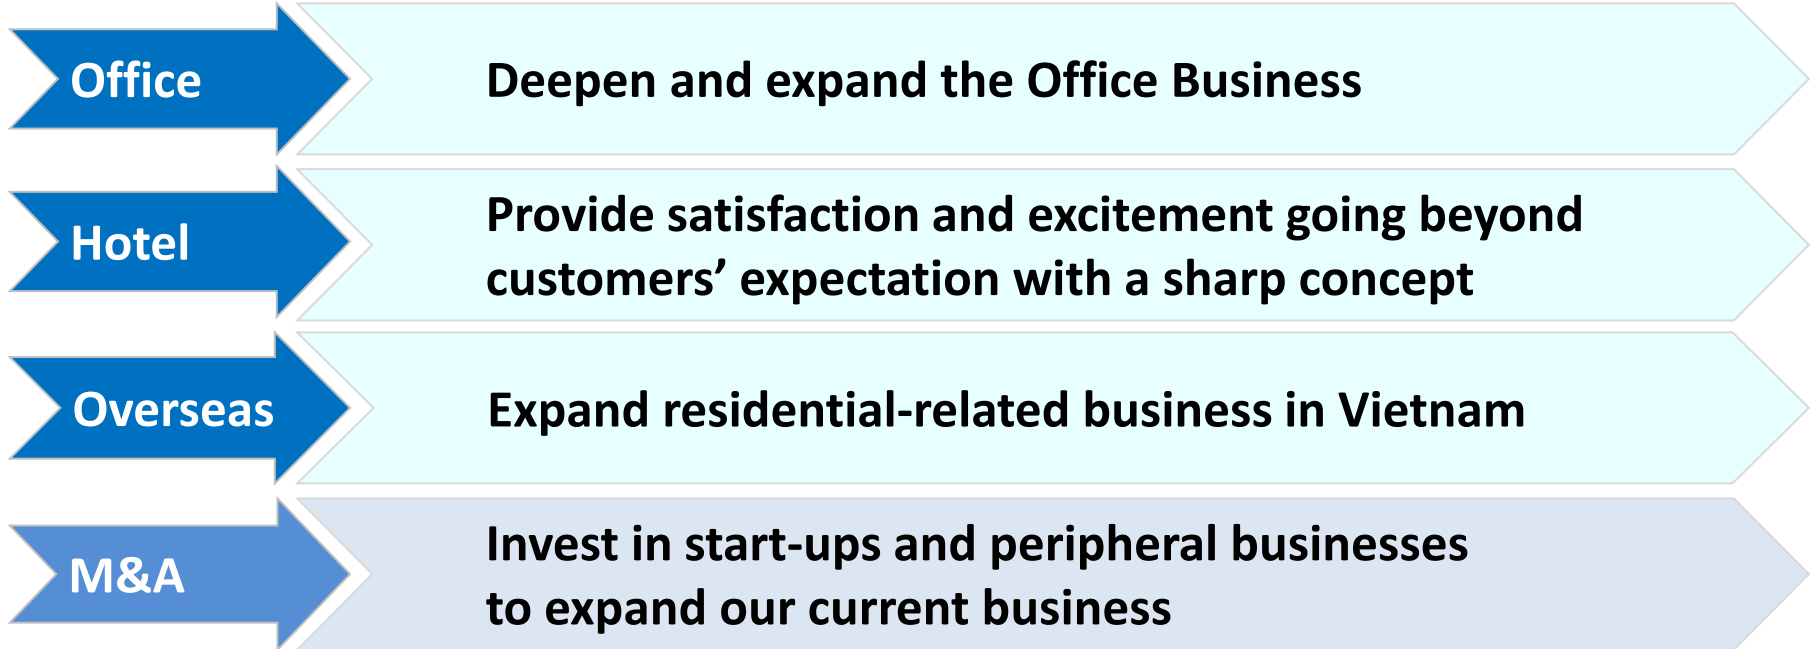 Office
Deepen and expand the Office Business
Hotel
Provide satisfaction and excitement going beyond
customers’ expectation with a sharp concept
Overseas
Expand residential-related business in Vietnam
M&A
Invest in start-ups and peripheral businesses
to expand our current business